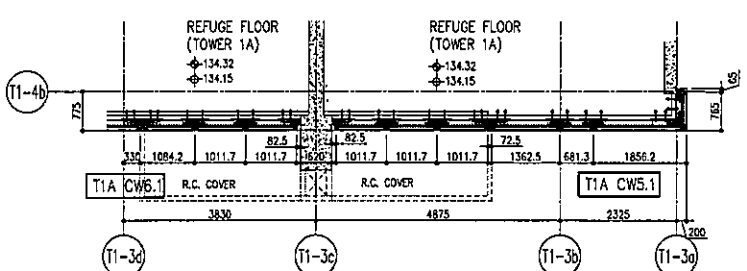 REFUGE FLOOR
(TOWER 1A)
134.32
134.15
REFUGE FLOOR
(TOWER 1A)
134.32
134.15
T1-4b
775
65
765
82.5
82.5
72.5
330
1084.2
1011.7
1011.7
620
1011.7
1011.7
1011.7
1362.5
681.3
1856.2
T1A CW6.1
R.C. COVER
R.C. COVER
T1A CW5.1
3830
4875
2325
200
T1-3d
T1-3c
T1-3b
T1-3a